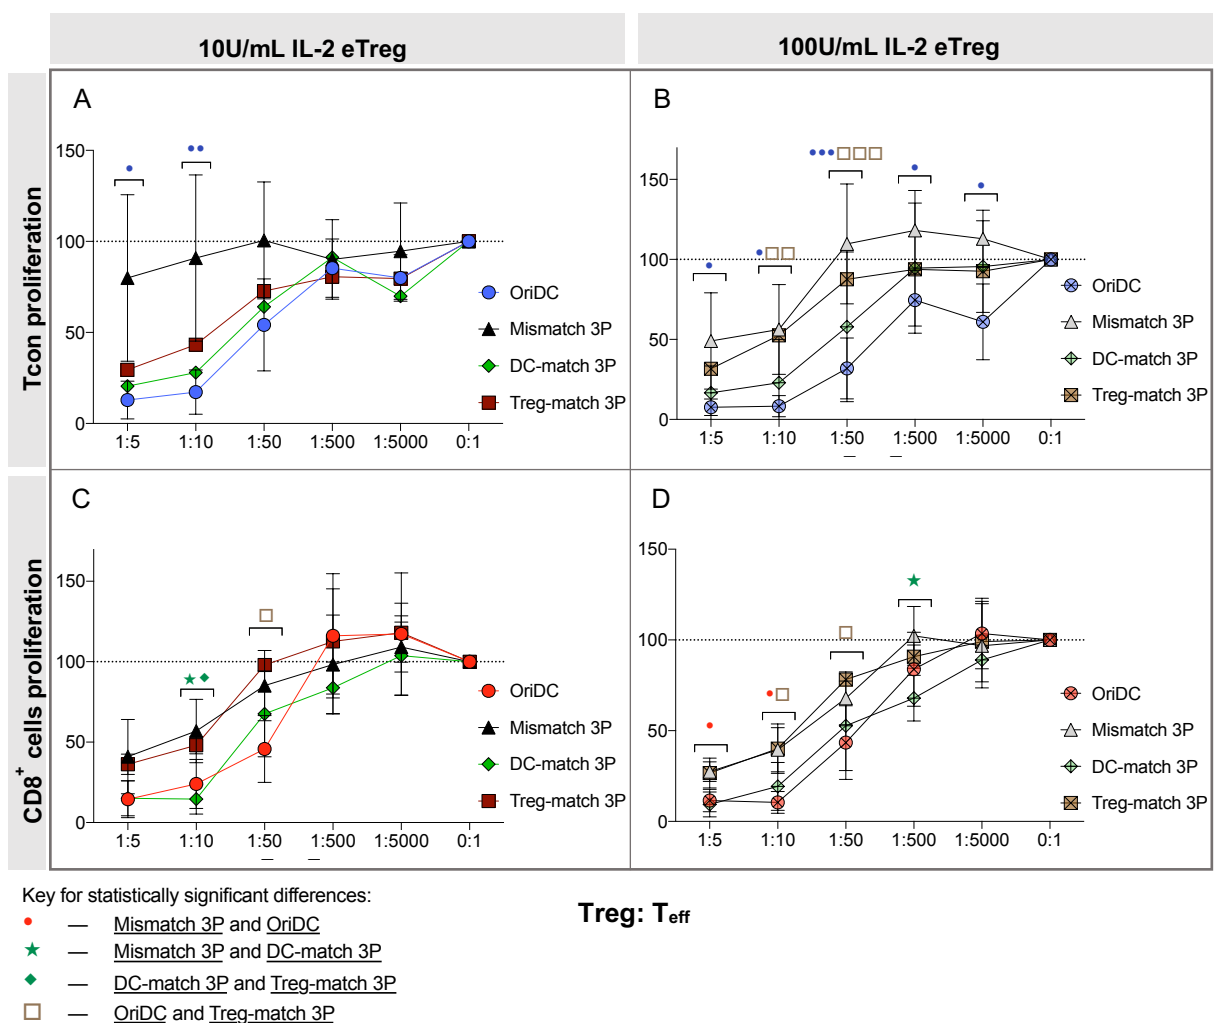 10U/mL IL-2 eTreg
100U/mL IL-2 eTreg
Tcon proliferation
A
150
100
50
0
1:5 1:10 1:50 1:500 1:5000 0:1
OriDC
Mismatch 3P
DC-match 3P
Treg-match 3P
B
150
100
50
0
1:5 1:10 1:50 1:500 1:5000 0:1
OriDC
Mismatch 3P
DC-match 3P
Treg-match 3P
CD8+ cells proliferation
C
150
100
50
0
1:5 1:10 1:50 1:500 1:5000 0:1
OriDC
Mismatch 3P
DC-match 3P
Treg-match 3P
D
150
100
50
0
1:5 1:10 1:50 1:500 1:5000 0:1
OriDC
Mismatch 3P
DC-match 3P
Treg-match 3P
Treg: Teff
Key for statistically significant differences:
— Mismatch 3P and OriDC
— Mismatch 3P and DC-match 3P
— DC-match 3P and Treg-match 3P
— OriDC and Treg-match 3P